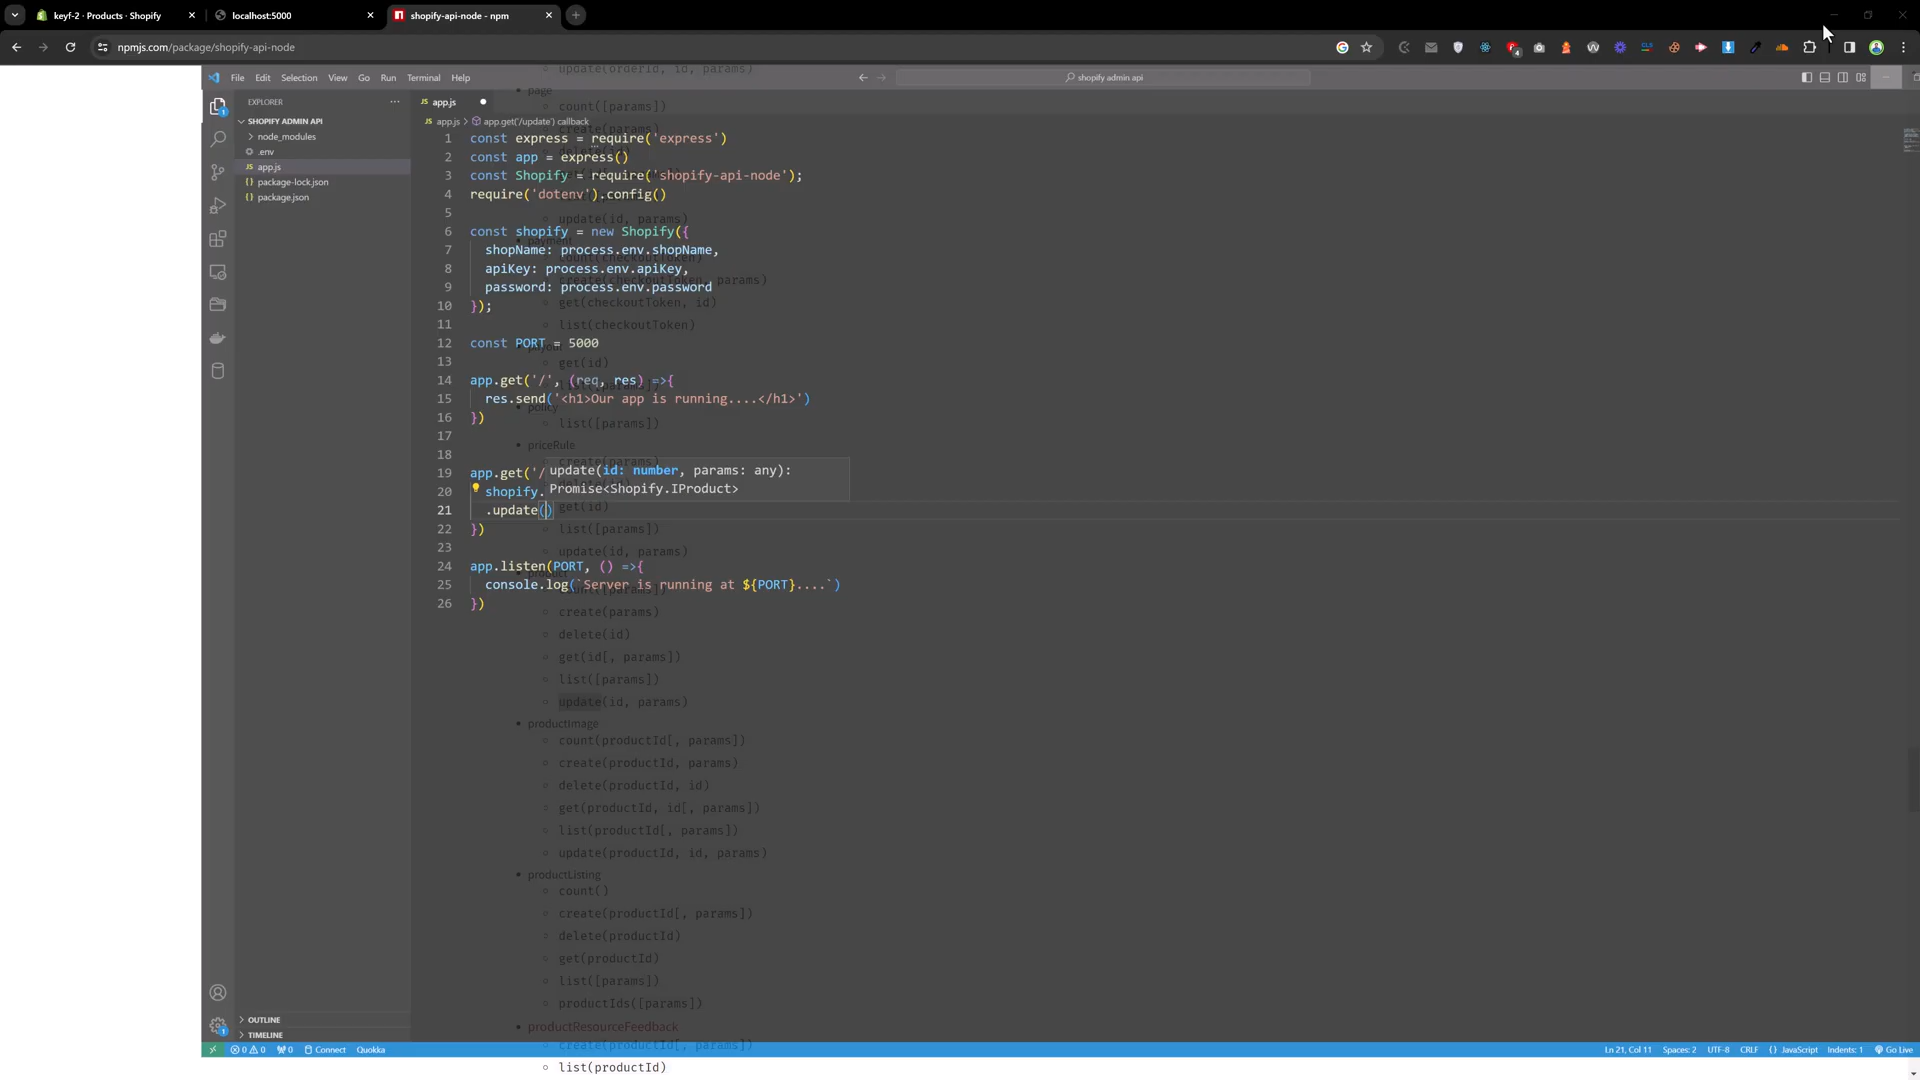 keyf-2 · Products · Shopify
localhost:5000
shopify-api-node - npm
npmjs.com/package/shopify-api-node
File Edit Selection View Go Run Terminal Help
shopify admin api
EXPLORER
SHOPIFY ADMIN API
node_modules
.env
app.js
package-lock.json
package.json
OUTLINE
TIMELINE
app.js
app.js > app.get('/update') callback
1 const express = require('express')
2 const app = express()
3 const Shopify = require('shopify-api-node');
4 require('dotenv').config()
5
6 const shopify = new Shopify({
7 shopName: process.env.shopName,
8 apiKey: process.env.apiKey,
9 password: process.env.password
10 });
11
12 const PORT = 5000
13
14 app.get('/', (req, res) =>{
15 res.send('<h1>Our app is running....</h1>')
16 })
17
18
19 app.get('/
20 shopify.
21 .update()
22 })
23
24 app.listen(PORT, () =>{
25 console.log(`Server is running at ${PORT}....`)
26 })
update(id: number, params: any):
Promise<Shopify.IProduct>
update(orderId, id, params)
page
count([params])
create(params)
update(id, params)
payment
count(checkoutToken)
create(checkoutToken, params)
get(checkoutToken, id)
list(checkoutToken)
payout
get(id)
policy
list([params])
priceRule
create(params)
get(id)
list([params])
update(id, params)
product
count([params])
create(params)
delete(id)
get(id[, params])
list([params])
update(id, params)
productImage
count(productId[, params])
create(productId, params)
delete(productId, id)
get(productId, id[, params])
list(productId[, params])
update(productId, id, params)
productListing
count()
create(productId[, params])
delete(productId)
get(productId)
list([params])
productIds([params])
productResourceFeedback
create(productId[, params])
list(productId)
0 0 0 Connect Quokka
Ln 21, Col 11 Spaces: 2 UTF-8 CRLF {} JavaScript Indents: 1 Go Live